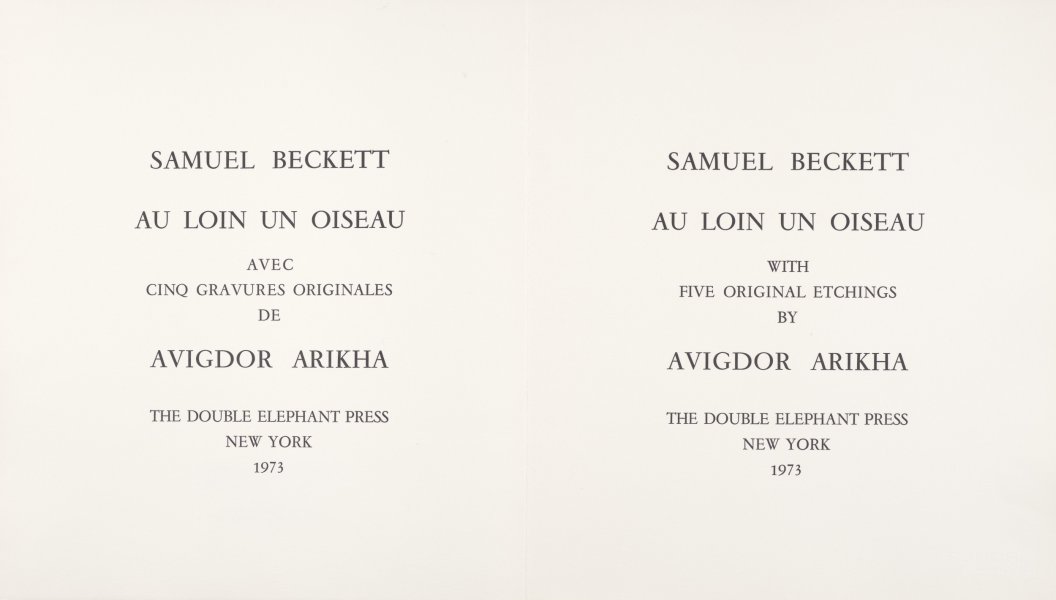 SAMUEL BECKETT
AU LOIN UN OISEAU
AVEC
CINQ GRAVURES ORIGINALES
DE
AVIGDOR ARIKHA
THE DOUBLE ELEPHANT PRESS
NEW YORK
1973
SAMUEL BECKETT
AU LOIN UN OISEAU
WITH
FIVE ORIGINAL ETCHINGS
BY
AVIGDOR ARIKHA
THE DOUBLE ELEPHANT PRESS
NEW YORK
1973